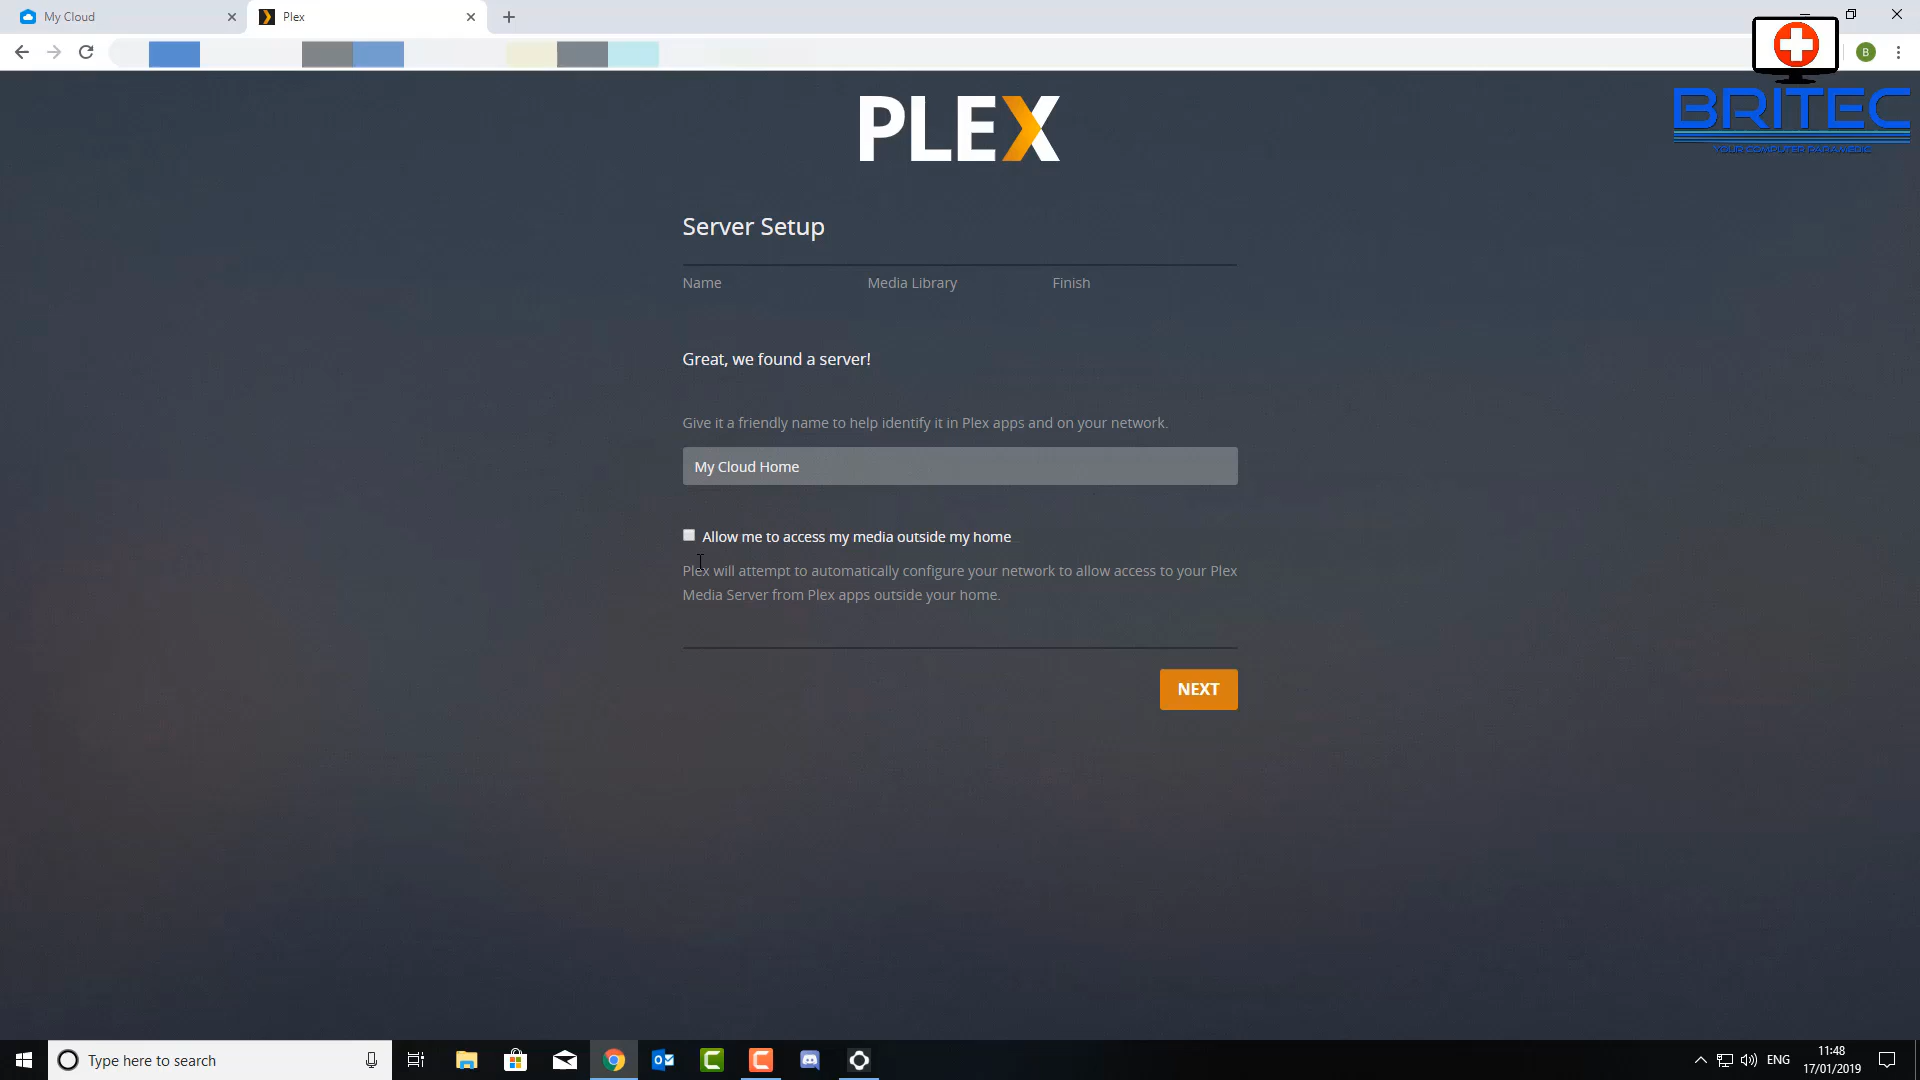 My Cloud
Plex
B
BRITEC
YOUR COMPUTER PARAMEDIC
PLEX
Server Setup
Name Media Library Finish
Great, we found a server!
Give it a friendly name to help identify it in Plex apps and on your network.
My Cloud Home
Allow me to access my media outside my home
Plex will attempt to automatically configure your network to allow access to your Plex
Media Server from Plex apps outside your home.
NEXT
Type here to search
ENG
11:48
17/01/2019